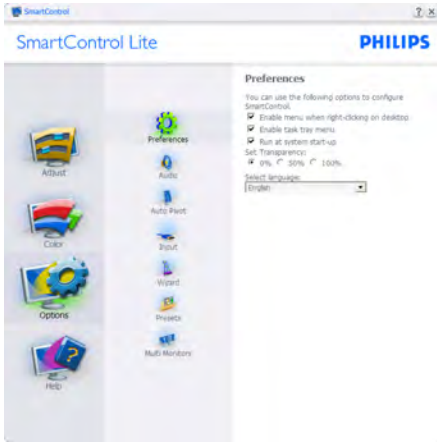 SmartControl
? ×
SmartControl Lite
PHILIPS
Adjust
Color
Options
Help
Preferences
Audio
Auto Pivot
Input
Wizard
Presets
Multi Monitors
Preferences
You can use the following options to configure
SmartControl.
Enable menu when right-clicking on desktop
Enable task tray menu
Run at system start-up
Set Transparency:
0% 50% 100%
Select language:
English